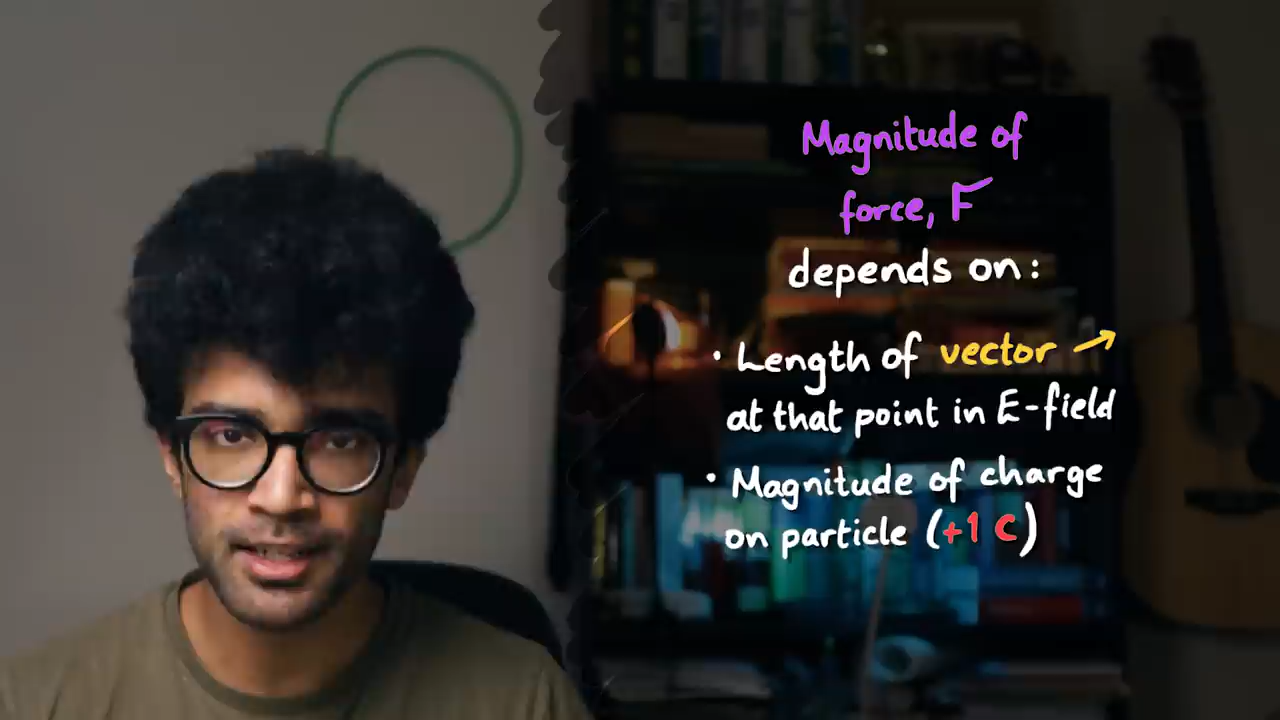 Magnitude of
force, F
depends on:
• Length of vector →
at that point in E-field
• Magnitude of charge
on particle (+1 C)